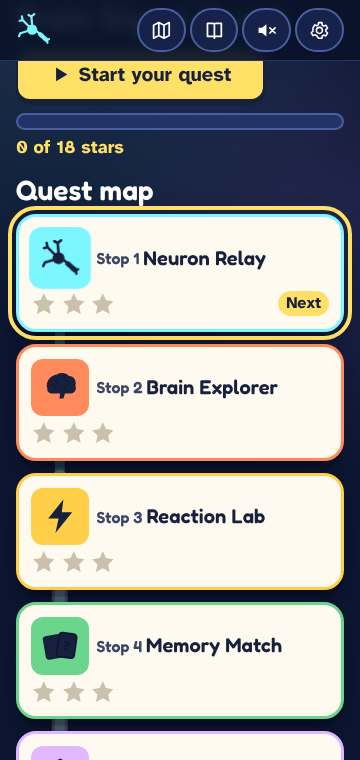 Start your quest
0 of 18 stars
Quest map
Stop 1 Neuron Relay
Next
Stop 2 Brain Explorer
Stop 3 Reaction Lab
Stop 4 Memory Match